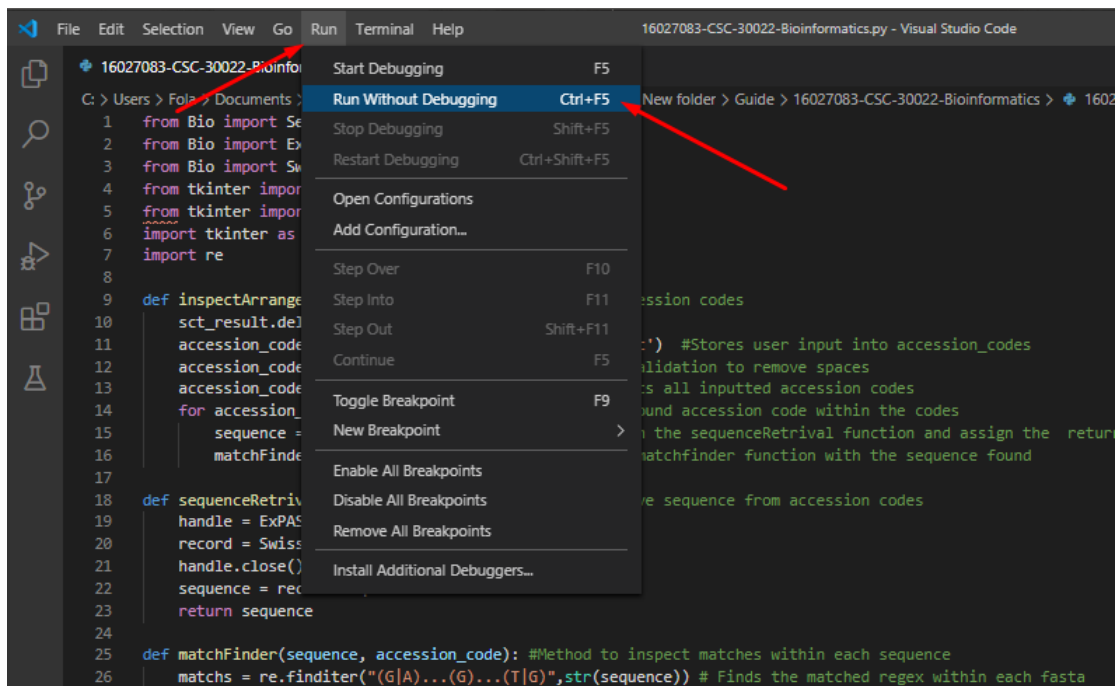 File Edit Selection View Go Run Terminal Help 16027083-CSC-30022-Bioinformatics.py - Visual Studio Code
16027083-CSC-30022-Bioinfor
C: > Users > Fola > Documents > New folder > Guide > 16027083-CSC-30022-Bioinformatics > 1602
Start Debugging F5
Run Without Debugging Ctrl+F5
Stop Debugging Shift+F5
Restart Debugging Ctrl+Shift+F5
Open Configurations
Add Configuration...
Step Over F10
Step Into F11
Step Out Shift+F11
Continue F5
Toggle Breakpoint F9
New Breakpoint >
Enable All Breakpoints
Disable All Breakpoints
Remove All Breakpoints
Install Additional Debuggers...
1 from Bio import Se
2 from Bio import Ex
3 from Bio import Sw
4 from tkinter impor
5 from tkinter impor
6 import tkinter as
7 import re
8
9 def inspectArrange ession codes
10 sct_result.del
11 accession_code ') #Stores user input into accession_codes
12 accession_code alidation to remove spaces
13 accession_code s all inputted accession codes
14 for accession_ und accession code within the codes
15 sequence = the sequenceRetrival function and assign the return
16 matchFinde matchfinder function with the sequence found
17
18 def sequenceRetriv ve sequence from accession codes
19 handle = ExPAS
20 record = Swiss
21 handle.close()
22 sequence = rec
23 return sequence
24
25 def matchFinder(sequence, accession_code): #Method to inspect matches within each sequence
26 matchs = re.finditer("(G|A)...(G)...(T|G)",str(sequence)) # Finds the matched regex within each fasta